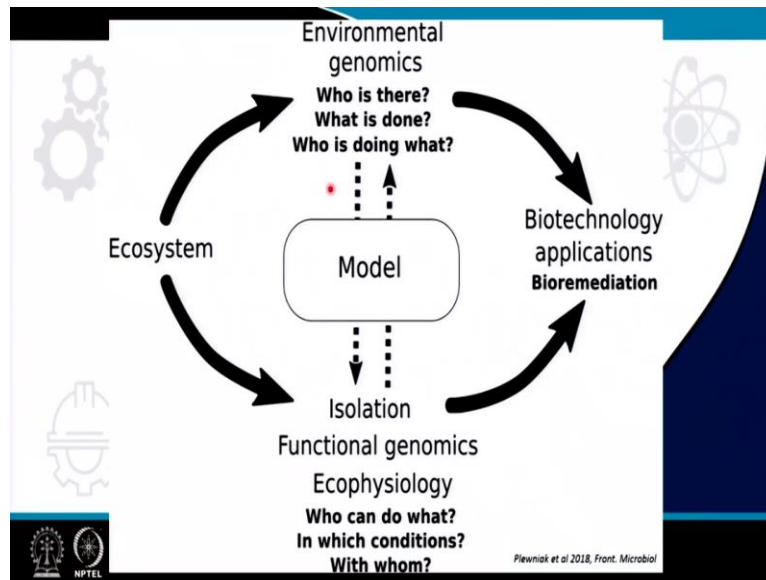 Environmental
genomics
Who is there?
What is done?
Who is doing what?
Ecosystem
Model
Biotechnology
applications
Bioremediation
Isolation
Functional genomics
Ecophysiology
Who can do what?
In which conditions?
With whom?
Plewniak et al 2018, Front. Microbiol
NPTEL